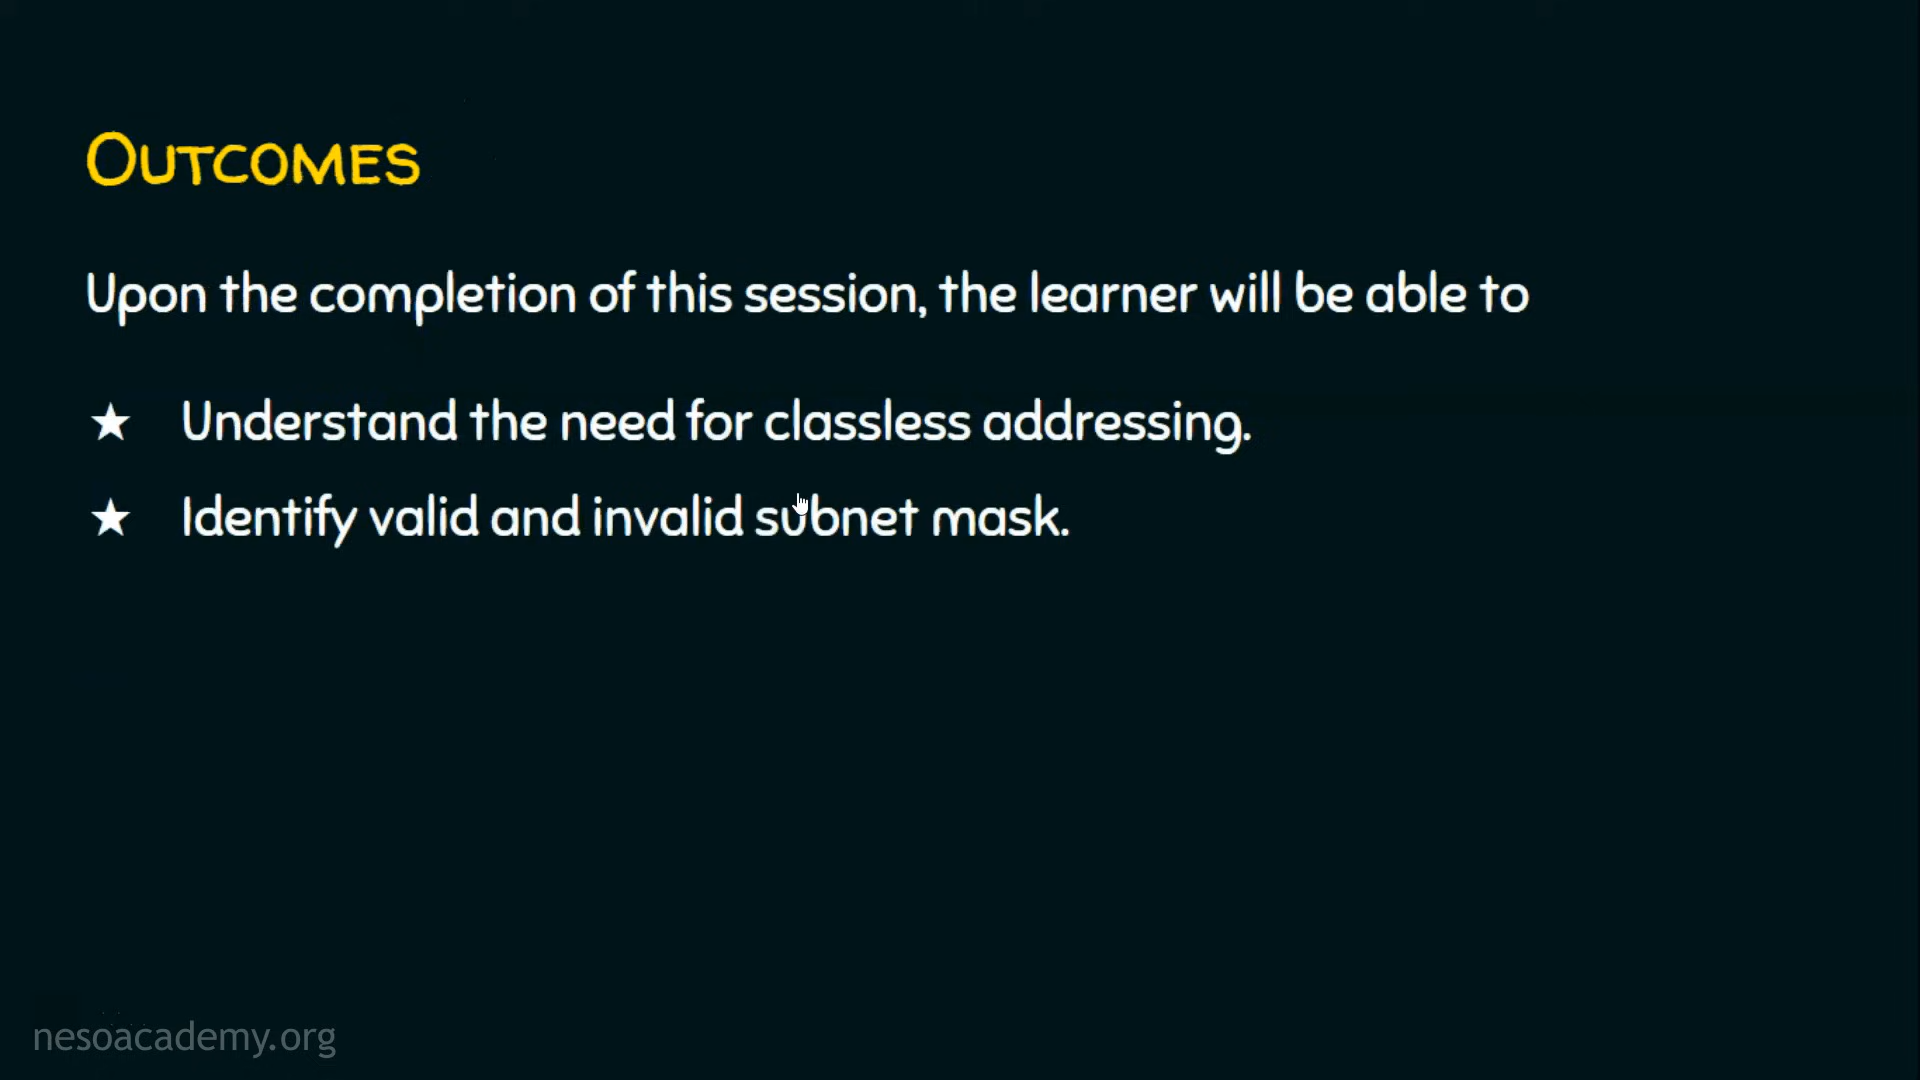 OUTCOMES
Upon the completion of this session, the learner will be able to
★ Understand the need for classless addressing.
★ Identify valid and invalid subnet mask.
nesoacademy.org